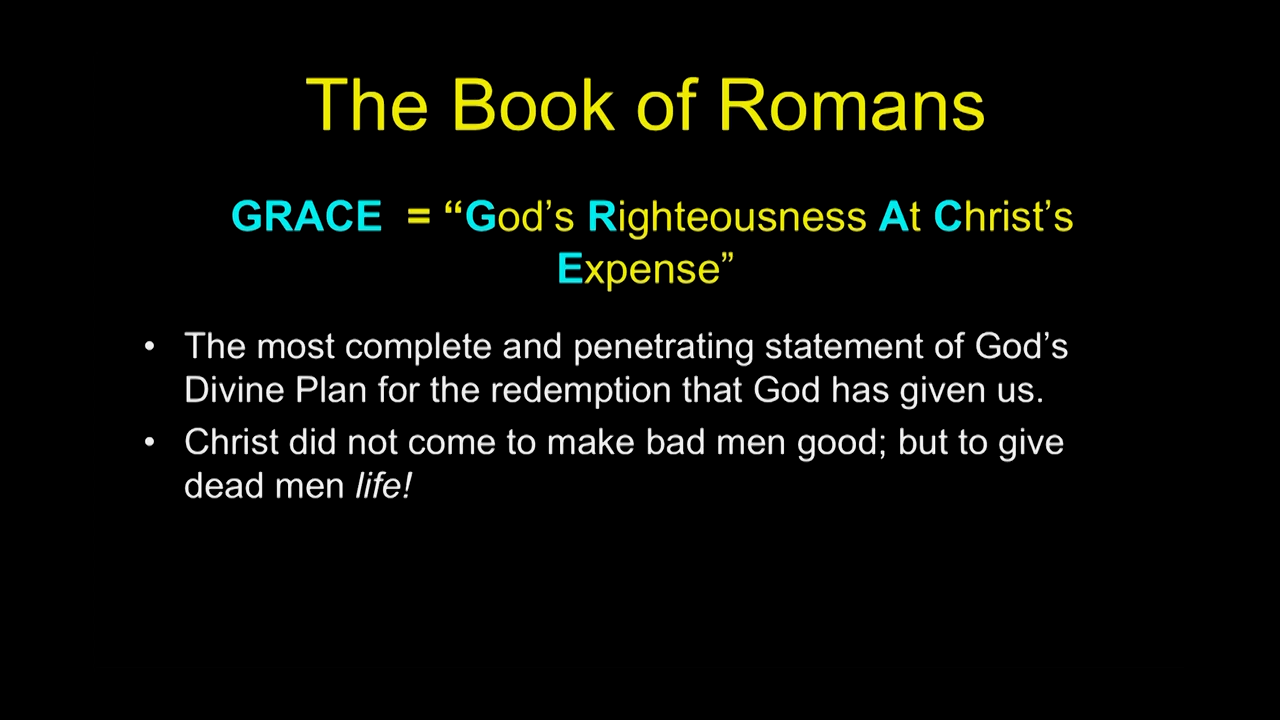 The Book of Romans
GRACE = “God’s Righteousness At Christ’s
Expense”
• The most complete and penetrating statement of God’s
Divine Plan for the redemption that God has given us.
• Christ did not come to make bad men good; but to give
dead men life!